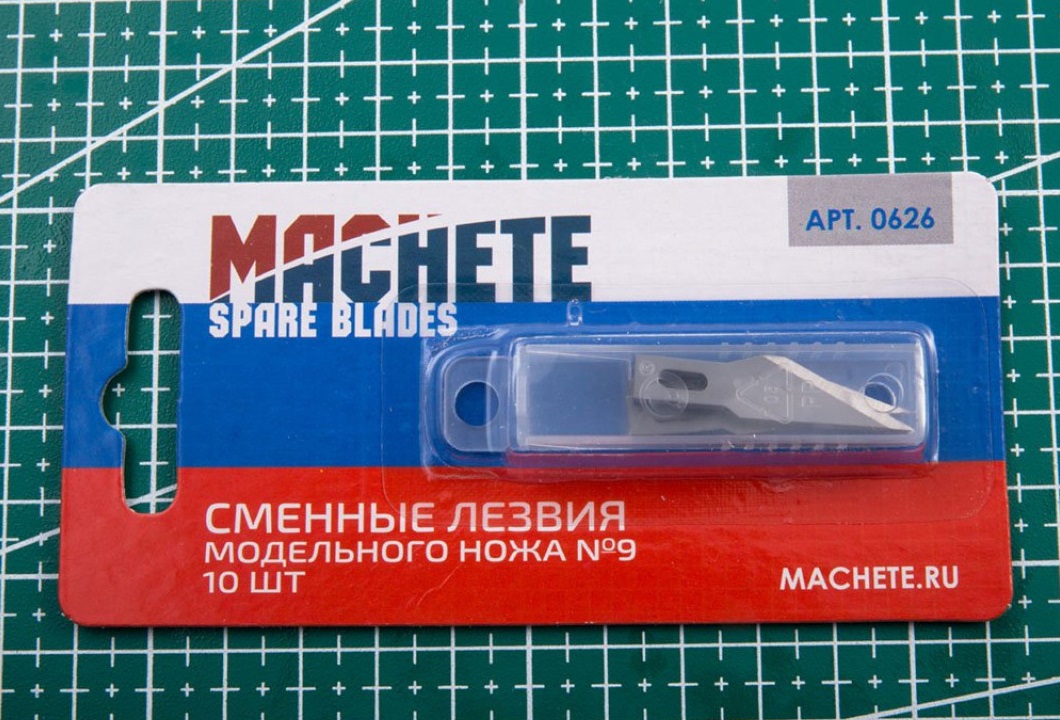 MACHETE
АРТ. 0626
SPARE BLADES
СМЕННЫЕ ЛЕЗВИЯ
МОДЕЛЬНОГО НОЖА №9
10 ШТ
MACHETE.RU